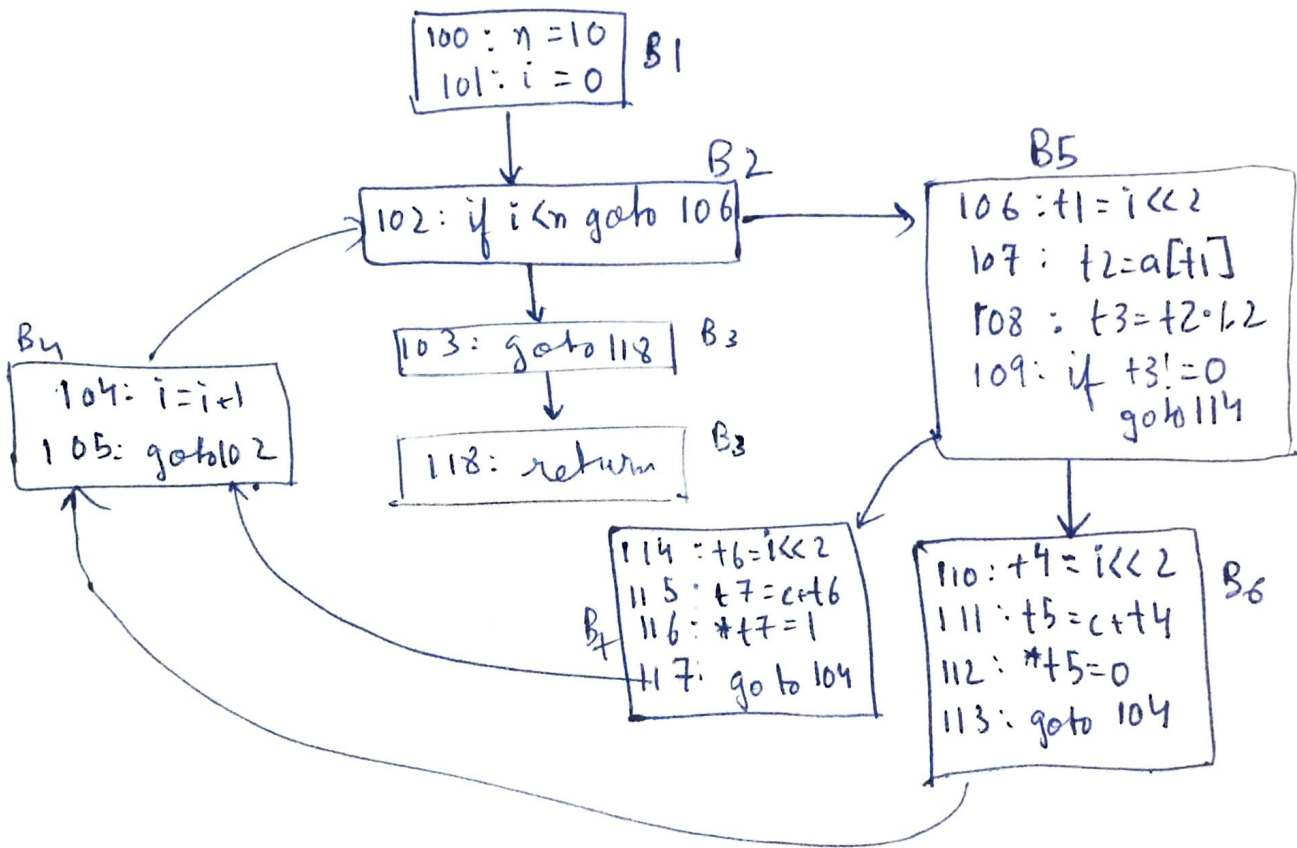 100: n=10
101: i=0
B1
B2
102: if i<n goto 106
B5
106: t1=i<<2
107: t2=a[t1]
108: t3=t2%2
109: if t3!=0
goto 114
103: goto 118
B3
B4
104: i=i+1
105: goto 102
118: return
B3
114: t6=i<<2
115: t7=c+t6
116: *t7=1
117: goto 104
B7
110: t4=i<<2
111: t5=c+t4
112: *t5=0
113: goto 104
B6